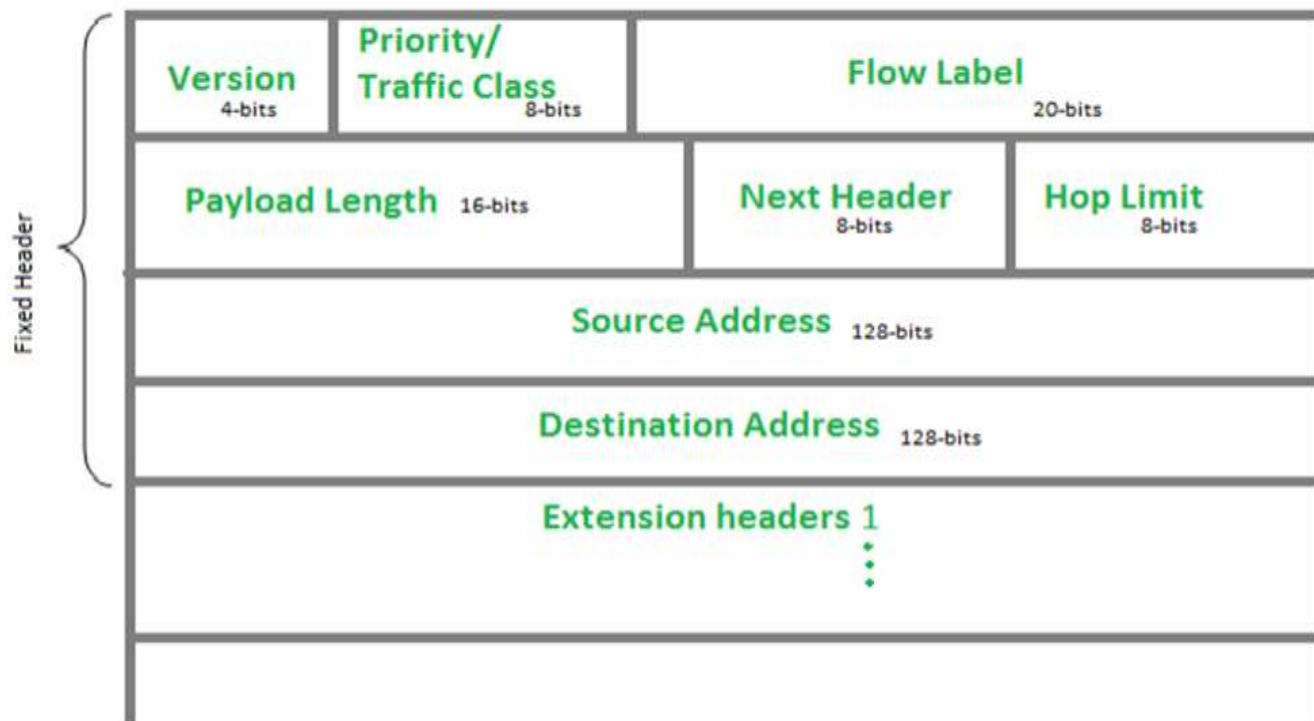 Fixed Header
Version
4-bits
Priority/
Traffic Class
8-bits
Flow Label
20-bits
Payload Length 16-bits
Next Header
8-bits
Hop Limit
8-bits
Source Address 128-bits
Destination Address 128-bits
Extension headers 1